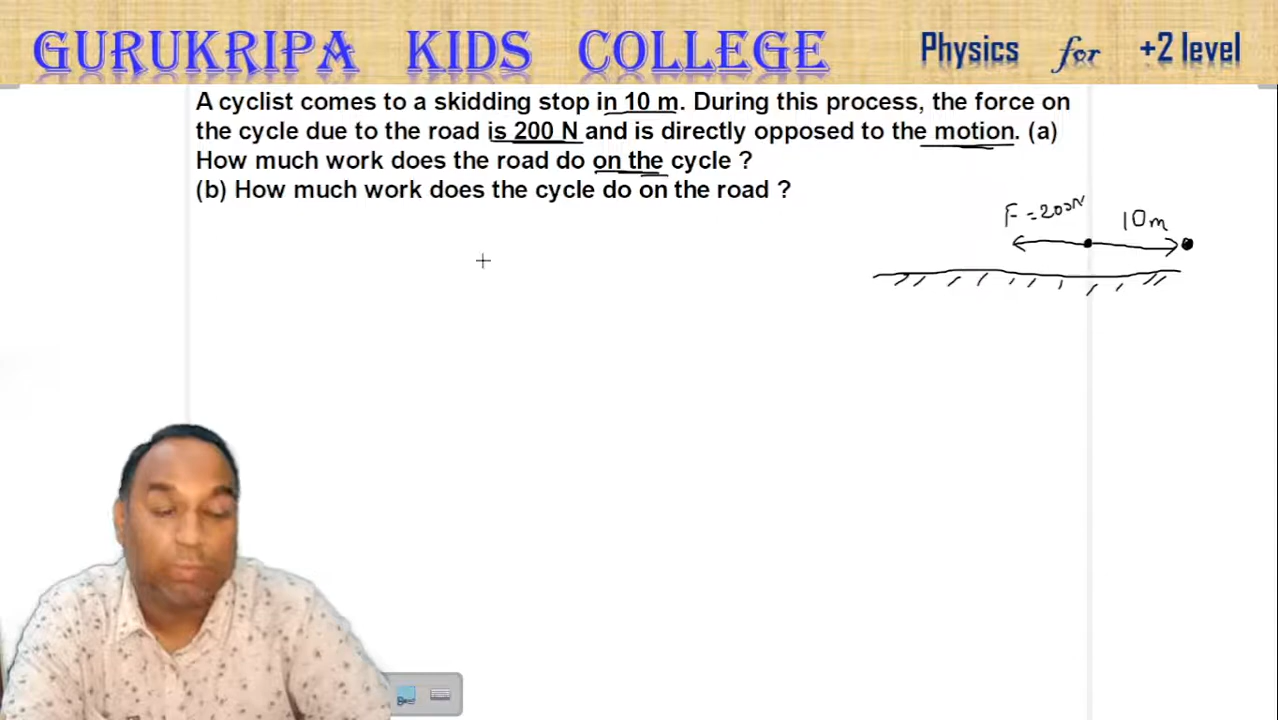 GURUKRIPA KIDS COLLEGE Physics for +2 level
A cyclist comes to a skidding stop in 10 m. During this process, the force on
the cycle due to the road is 200 N and is directly opposed to the motion. (a)
How much work does the road do on the cycle ?
(b) How much work does the cycle do on the road ?
F = 200N
10m